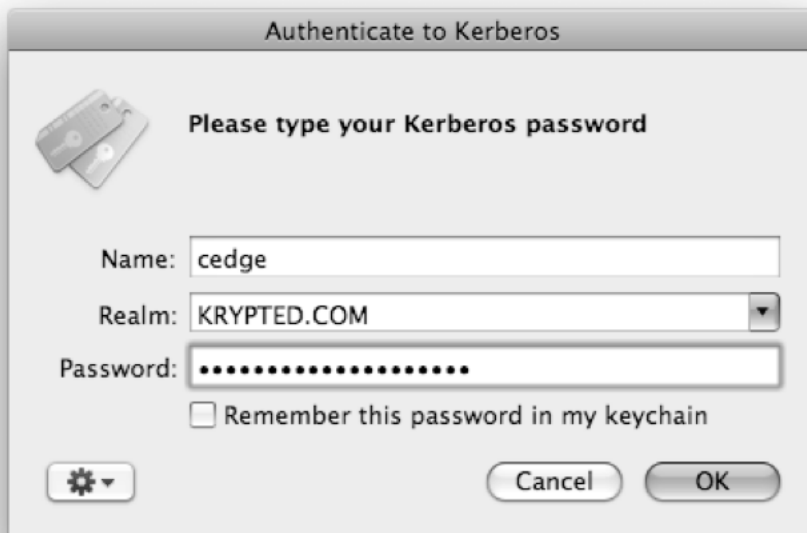 Authenticate to Kerberos
Please type your Kerberos password
Name: cedge
Realm: KRYPTED.COM
Password: ••••••••••••••••••••
Remember this password in my keychain
Cancel OK